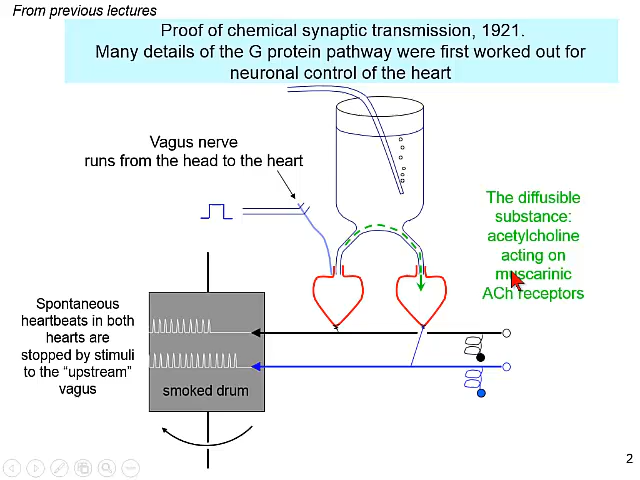 From previous lectures
Proof of chemical synaptic transmission, 1921.
Many details of the G protein pathway were first worked out for
neuronal control of the heart
Vagus nerve
runs from the head to the heart
The diffusible
substance:
acetylcholine
acting on
muscarinic
ACh receptors
Spontaneous
heartbeats in both
hearts are
stopped by stimuli
to the “upstream”
vagus
smoked drum
2